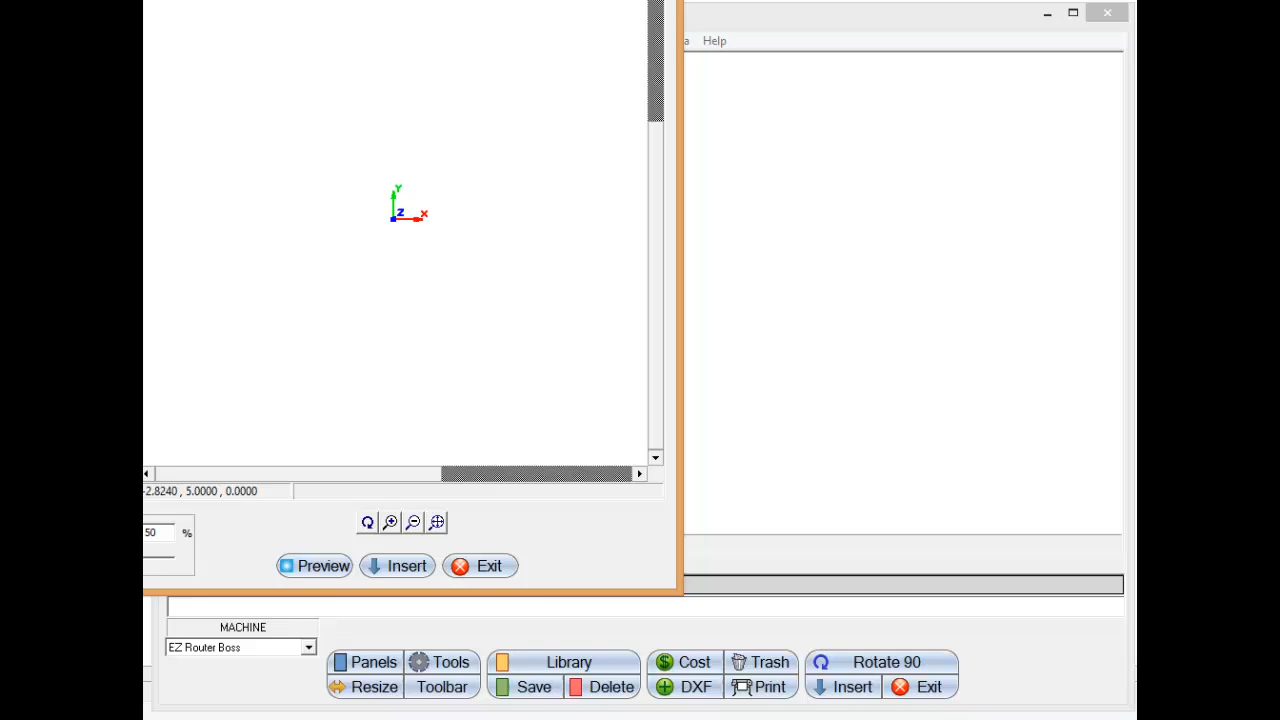 a Help
Y
Z X
-2.8240 , 5.0000 , 0.0000
50 %
Preview Insert Exit
MACHINE
EZ Router Boss
Panels Tools Library Cost Trash Rotate 90
Resize Toolbar Save Delete DXF Print Insert Exit